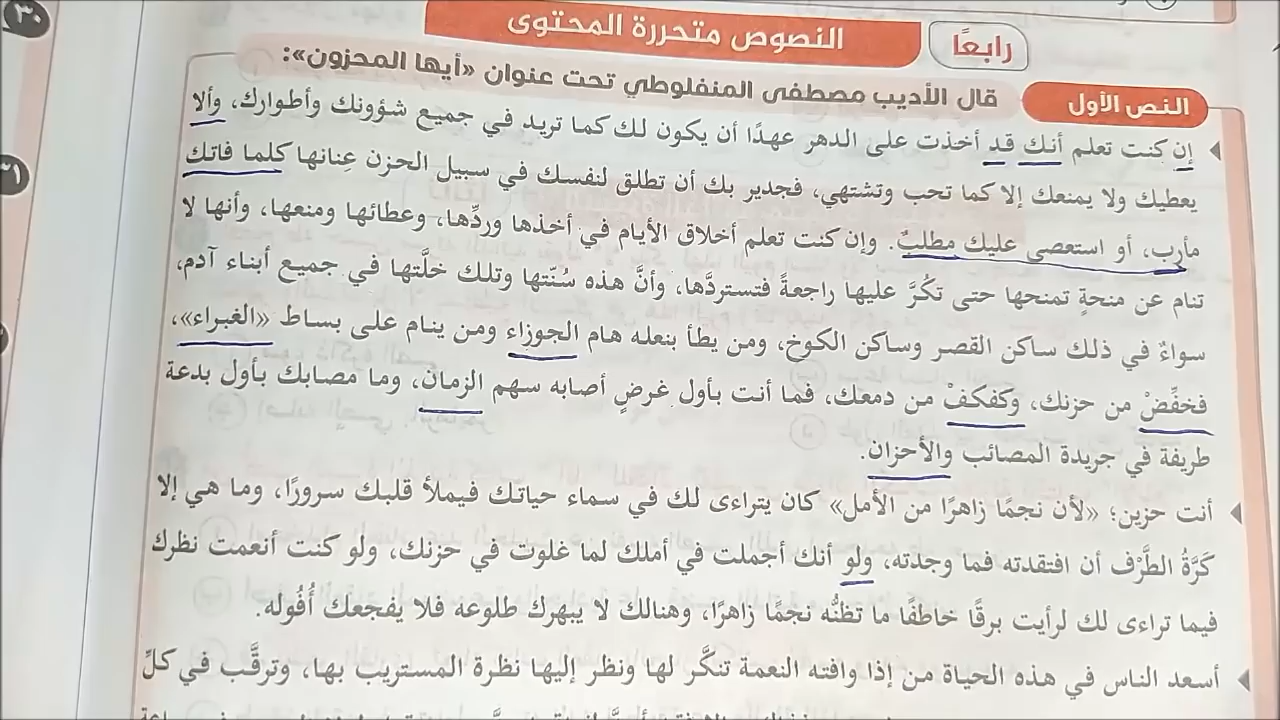 ٣٠
رابعًا
النصوص متحررة المحتوى
النص الأول
قال الأديب مصطفى المنفلوطي تحت عنوان «أيها المحزون»:
إن كنت تعلم أنك قد أخذت على الدهر عهدًا أن يكون لك كما تريد في جميع شؤونك وأطوارك، وألا
يعطيك ولا يمنعك إلا كما تحب وتشتهي، فجدير بك أن تطلق لنفسك في سبيل الحزن عِنانها كلما فاتك
مأرب، أو استعصى عليك مطلبٌ. وإن كنت تعلم أخلاق الأيام في أخذها وردِّها، وعطائها ومنعها، وأنها لا
تنام عن منحةٍ تمنحها حتى تكُرَّ عليها راجعةً فتستردَّها، وأنَّ هذه سُنّتها وتلك خلَّتها في جميع أبناء آدم،
سواءٌ في ذلك ساكن القصر وساكن الكوخ، ومن يطأ بنعله هام الجوزاء ومن ينام على بساط «الغبراء»،
فخفِّضْ من حزنك، وكفكفْ من دمعك، فما أنت بأول غرضٍ أصابه سهم الزمان، وما مصابك بأول بدعة
طريفة في جريدة المصائب والأحزان.
أنت حزين؛ «لأن نجمًا زاهرًا من الأمل» كان يتراءى لك في سماء حياتك فيملأ قلبك سرورًا، وما هي إلا
كَرَّةُ الطَّرْف أن افتقدته فما وجدته، ولو أنك أجملت في أملك لما غلوت في حزنك، ولو كنت أنعمت نظرك
فيما تراءى لك لرأيت برقًا خاطفًا ما تظنُّه نجمًا زاهرًا، وهنالك لا يبهرك طلوعه فلا يفجعك أُفُوله.
أسعد الناس في هذه الحياة من إذا وافته النعمة تنكَّر لها ونظر إليها نظرة المستريب بها، وترقَّب في كلِّ